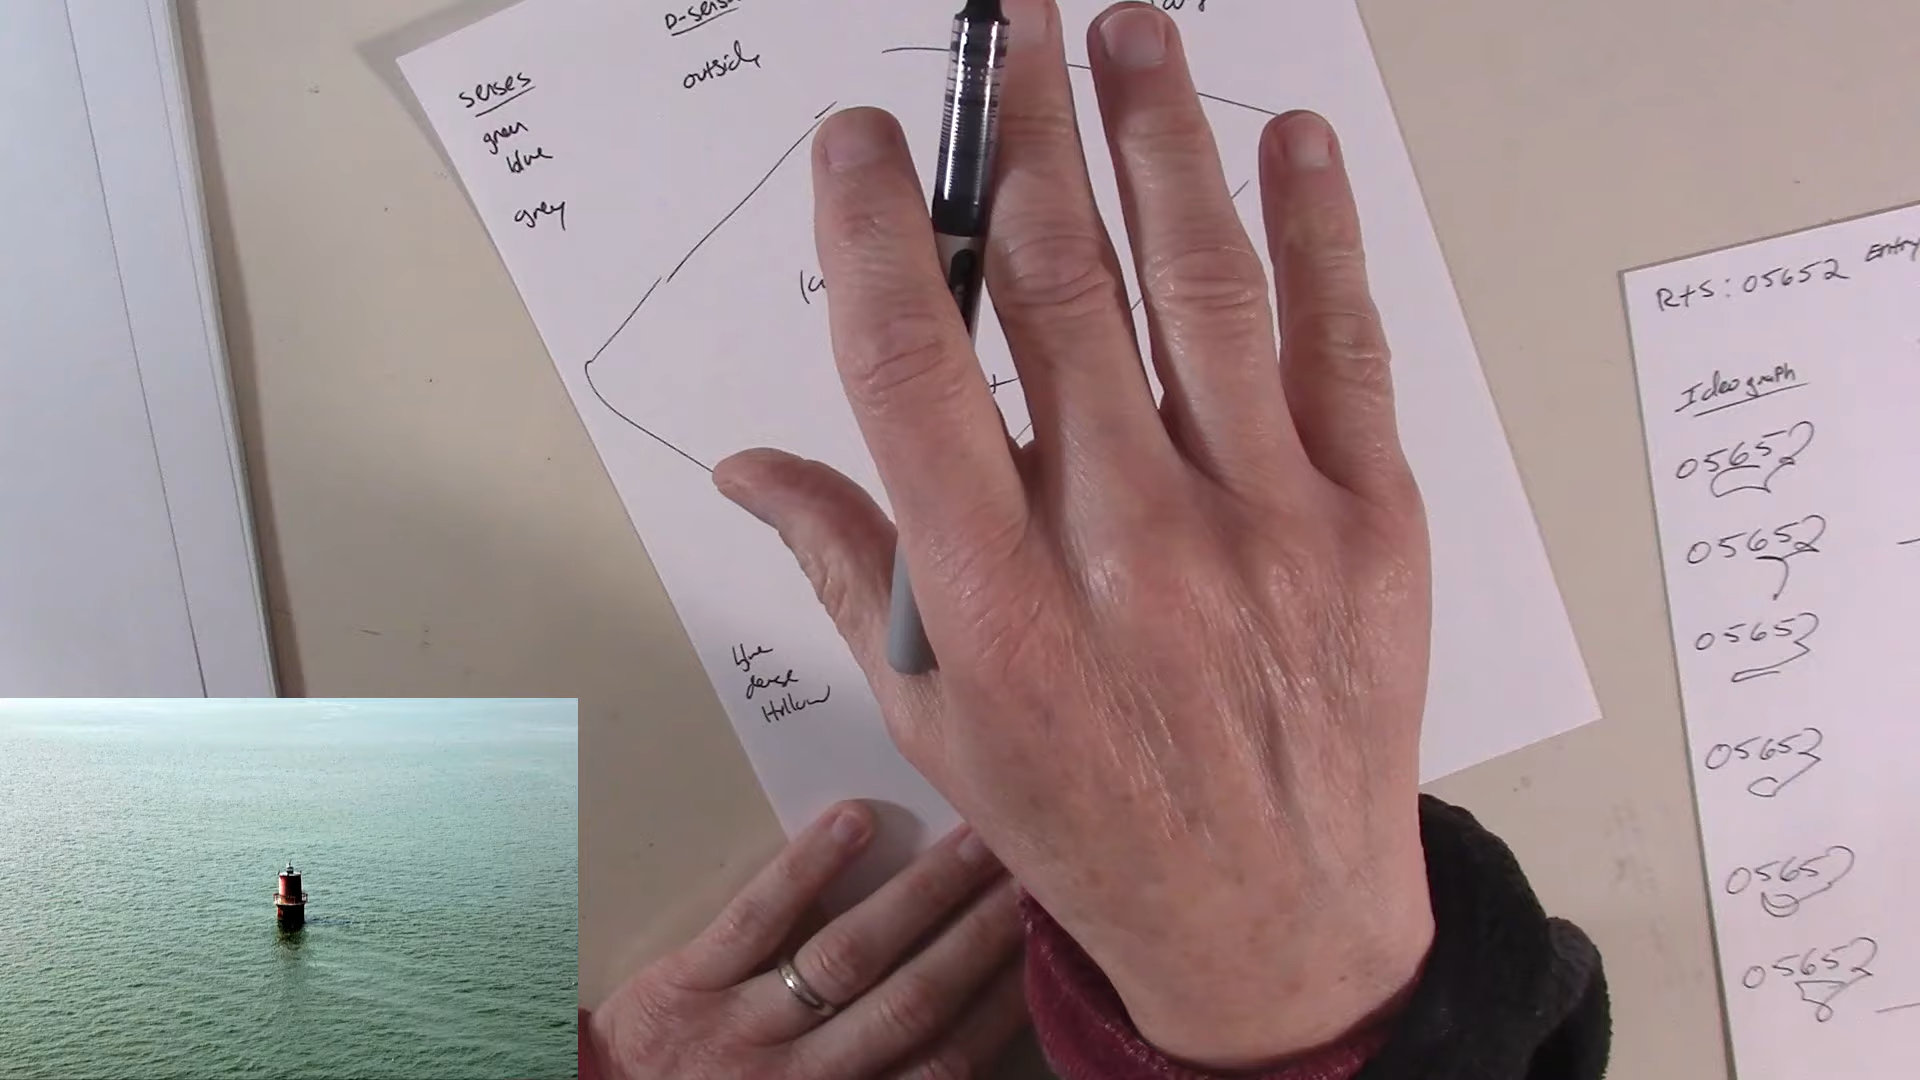 senses
green
blue
grey
outside
blue
dense
Hollow
R+S: 05652
Entry
Ideograph
05652
05652
05652
05652
05652
05652